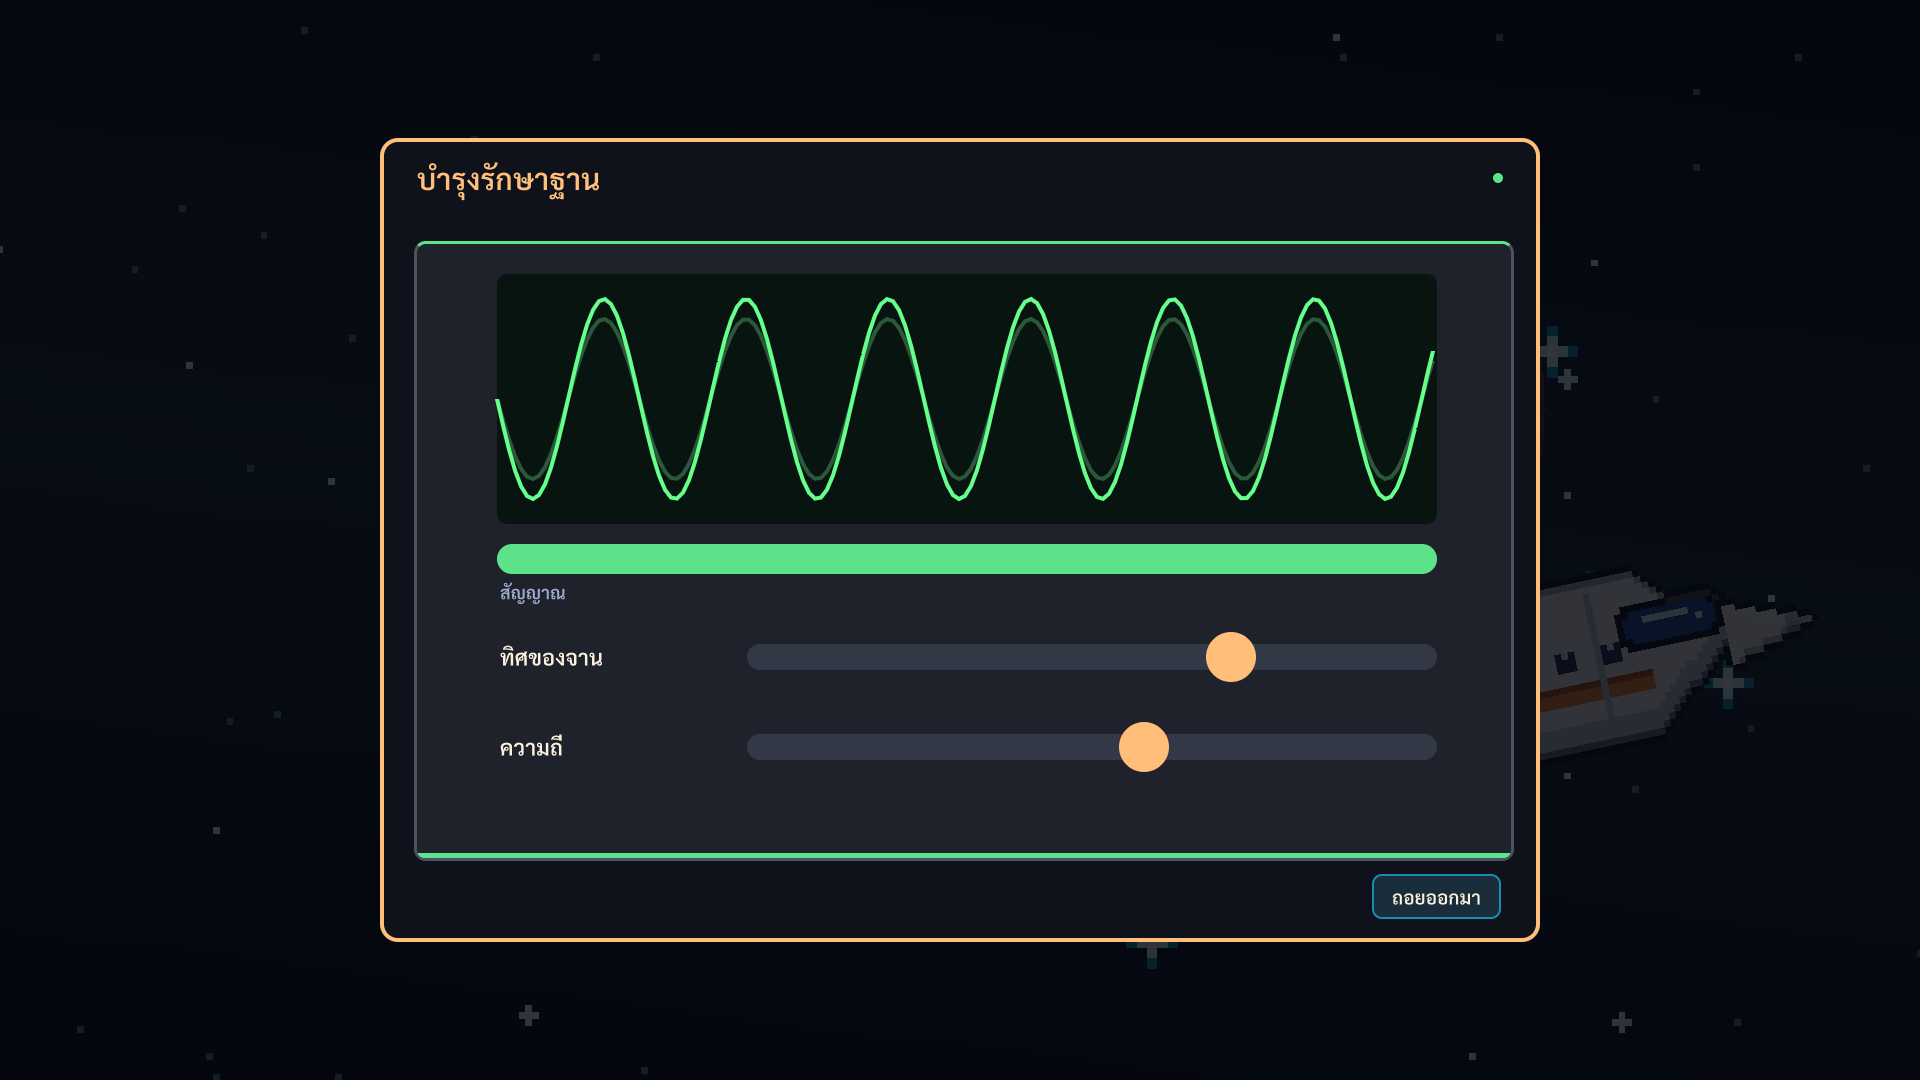 บำรุงรักษาฐาน
สัญญาณ
ทิศของจาน
ความถี่
ถอยออกมา